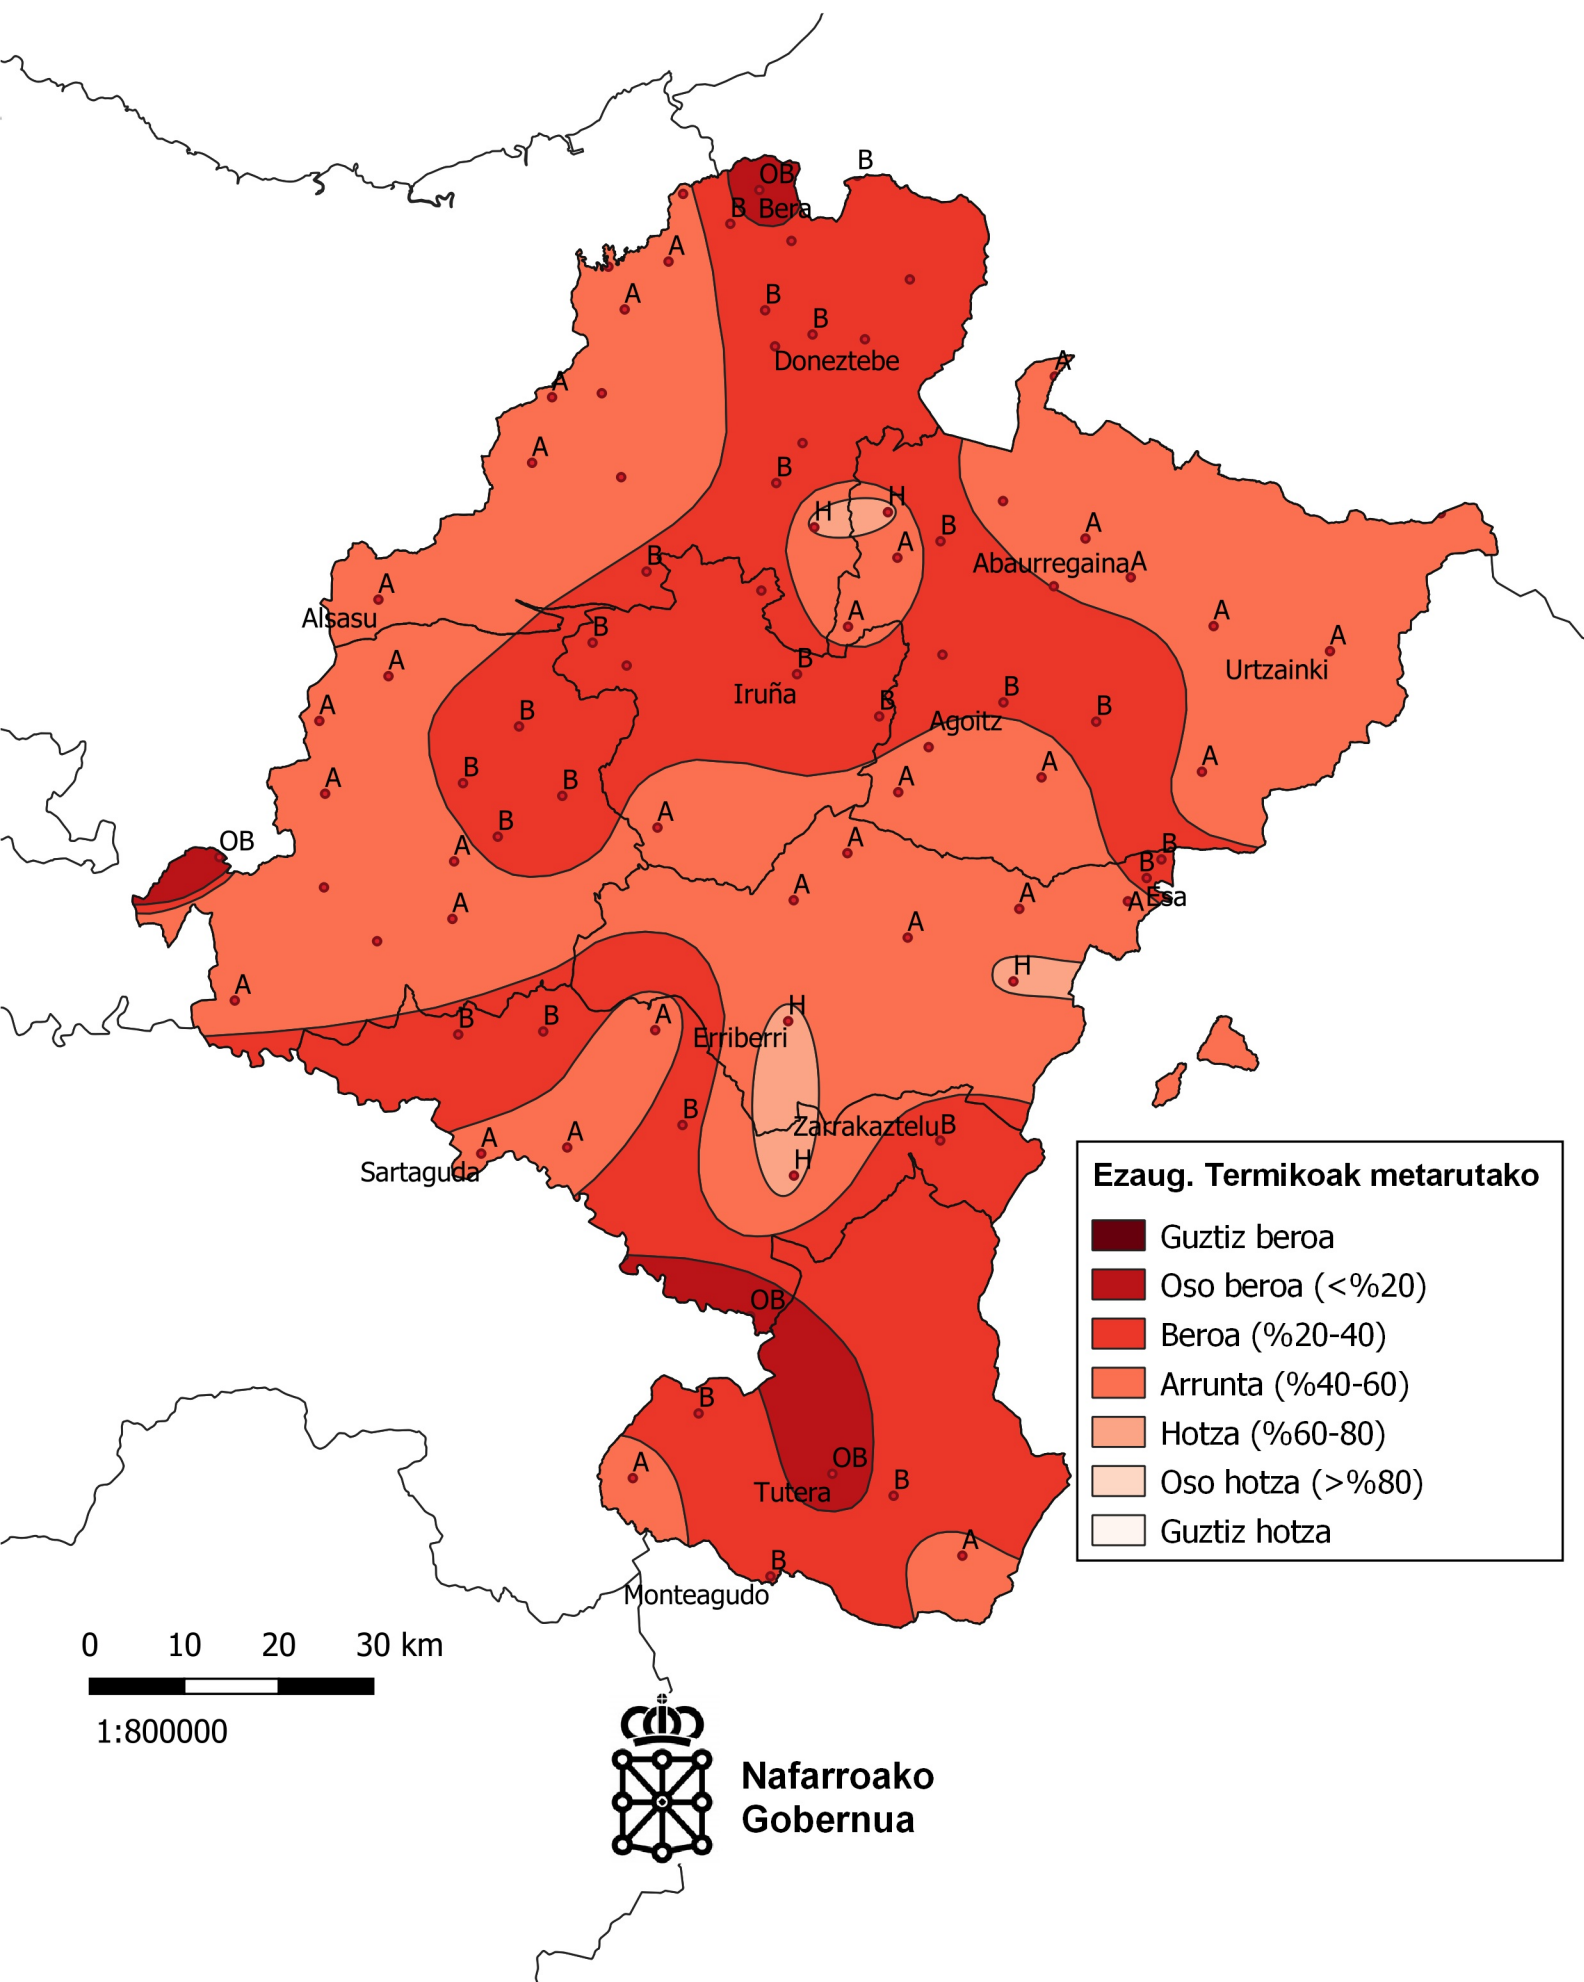 B
OB
B Bera
A
A
B
B
Doneztebe
A
A
A
B
H
H
B
A
A
Abaurregaina A
B
A
Alsasu
A
A
B
A
Urtzainki
A
B
Iruña
B
B
B
A
B
Agoitz
A
B
B
A
A
A
B
A
A
OB
A
B
B
A
A
A
A
A Esa
A
H
A
B
B
A
H
Erriberri
B
Zarrakaztelu B
A
A
Sartaguda
H
OB
B
A
OB
Tutera
B
A
B
Monteagudo
Ezaug. Termikoak metarutako
Guztiz beroa
Oso beroa (<%20)
Beroa (%20-40)
Arrunta (%40-60)
Hotza (%60-80)
Oso hotza (>%80)
Guztiz hotza
0 10 20 30 km
1:800000
Nafarroako
Gobernua